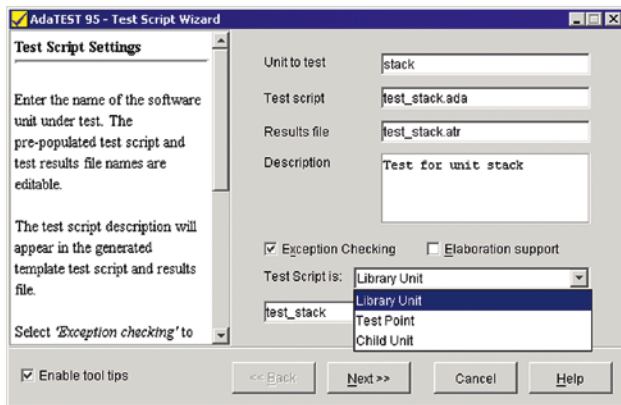 AdaTEST 95 - Test Script Wizard
Test Script Settings
Enter the name of the software
unit under test. The
pre-populated test script and
test results file names are
editable.
The test script description will
appear in the generated
template test script and results
file.
Select 'Exception checking' to
Unit to test
stack
Test script
test_stack.ada
Results file
test_stack.atr
Description
Test for unit stack
Exception Checking
Elaboration support
Test Script is:
Library Unit
Library Unit
Test Point
Child Unit
test_stack
Enable tool tips
<< Back
Next >>
Cancel
Help